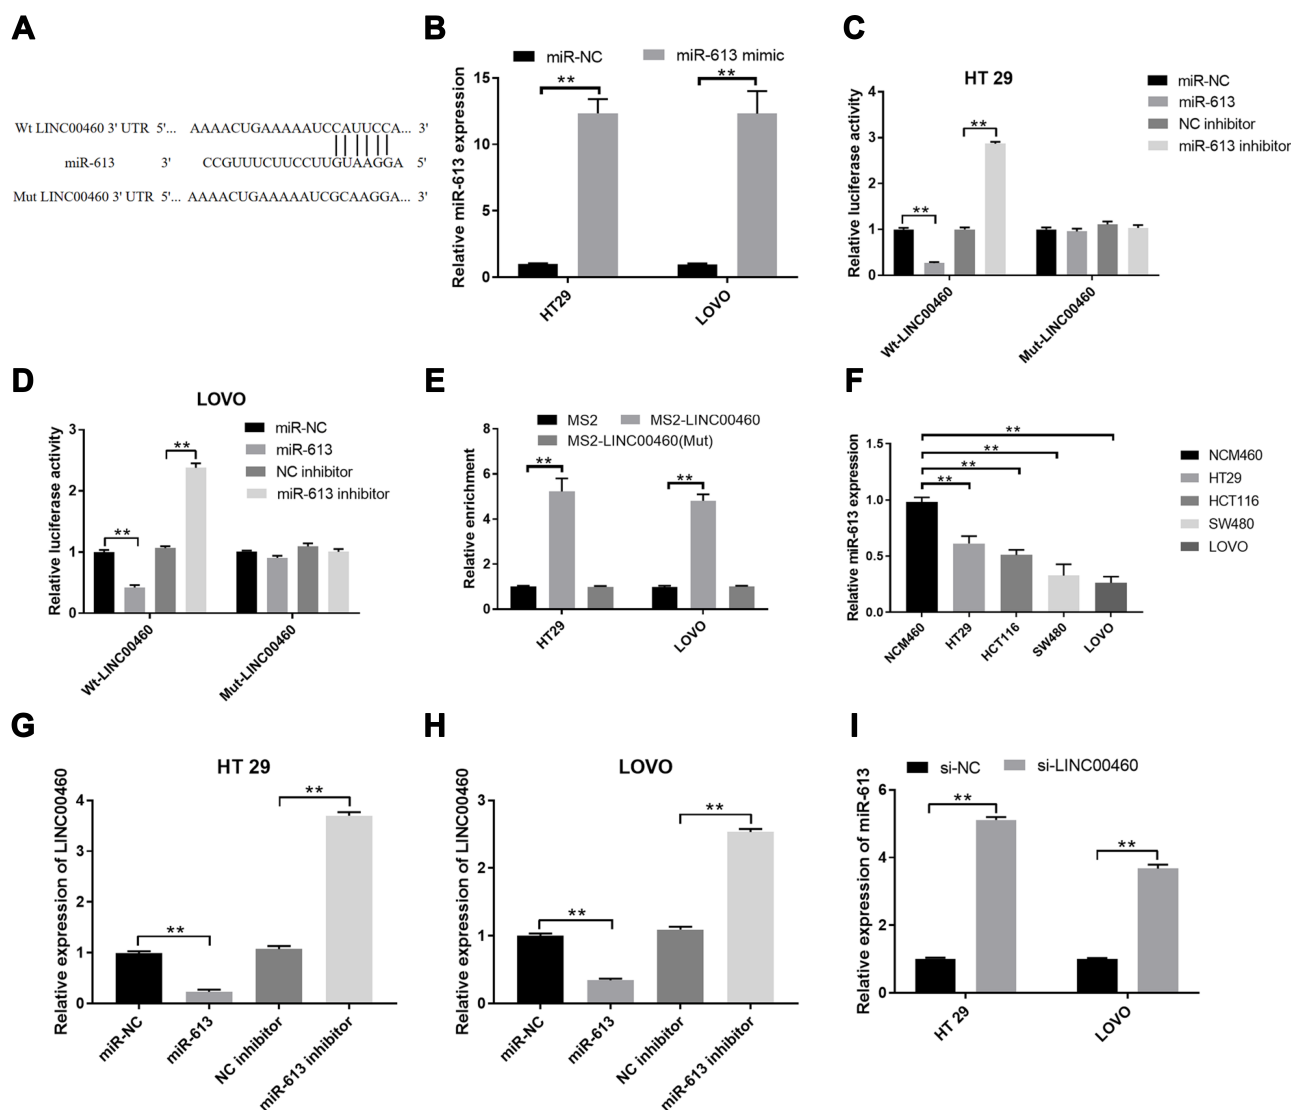 A
Wt LINC00460 3' UTR 5'... AAAACUGAAAAAUCCAUUCCA... 3'
miR-613 3' CCGUUUCUUCCUUGUAAGGA 5'
Mut LINC00460 3' UTR 5'... AAAACUGAAAAAUCGCAAGGA... 3'
B
miR-NC miR-613 mimic
Relative miR-613 expression
15
10
5
0
** **
HT29 LOVO
C
HT 29
miR-NC
miR-613
NC inhibitor
miR-613 inhibitor
Relative luciferase activity
4
3
2
1
0
** **
Wt-LINC00460 Mut-LINC00460
D
LOVO
miR-NC
miR-613
NC inhibitor
miR-613 inhibitor
Relative luciferase activity
3
2
1
0
** **
Wt-LINC00460 Mut-LINC00460
E
MS2 MS2-LINC00460
MS2-LINC00460(Mut)
Relative enrichment
8
6
4
2
0
** **
HT29 LOVO
F
Relative miR-613 expression
1.5
1.0
0.5
0.0
**
**
**
**
NCM460 HT29 HCT116 SW480 LOVO
NCM460
HT29
HCT116
SW480
LOVO
G
HT 29
Relative expression of LINC00460
4
3
2
1
0
** **
miR-NC miR-613 NC inhibitor miR-613 inhibitor
H
LOVO
Relative expression of LINC00460
3
2
1
0
** **
miR-NC miR-613 NC inhibitor miR-613 inhibitor
I
si-NC si-LINC00460
Relative expression of miR-613
6
4
2
0
** **
HT 29 LOVO